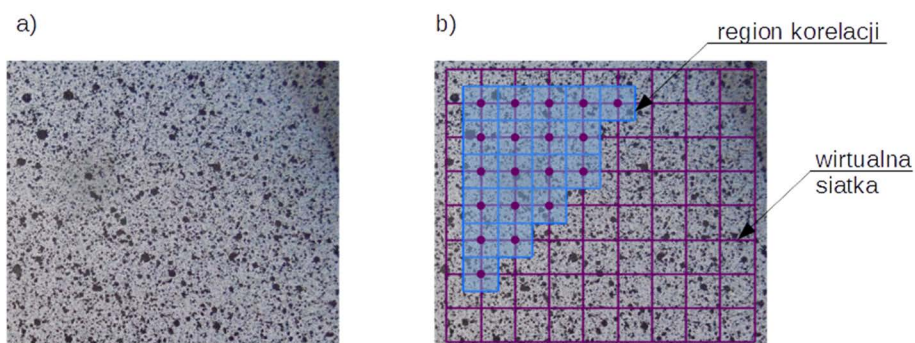 a)
b)
region korelacji
wirtualna
siatka